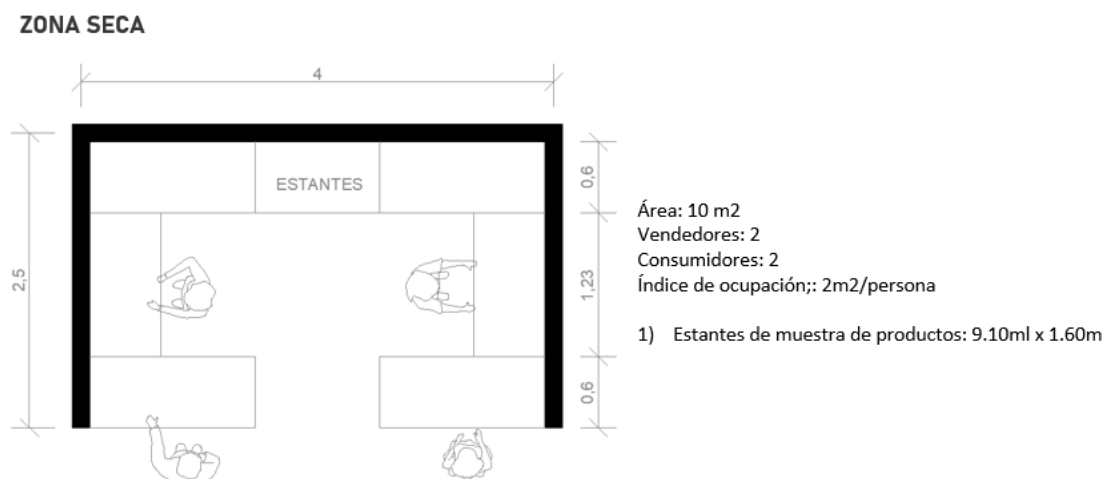 ZONA SECA
4
ESTANTES
0,6
2,5
1,23
0,6
Área: 10 m2
Vendedores: 2
Consumidores: 2
Índice de ocupación;: 2m2/persona
1) Estantes de muestra de productos: 9.10ml x 1.60m